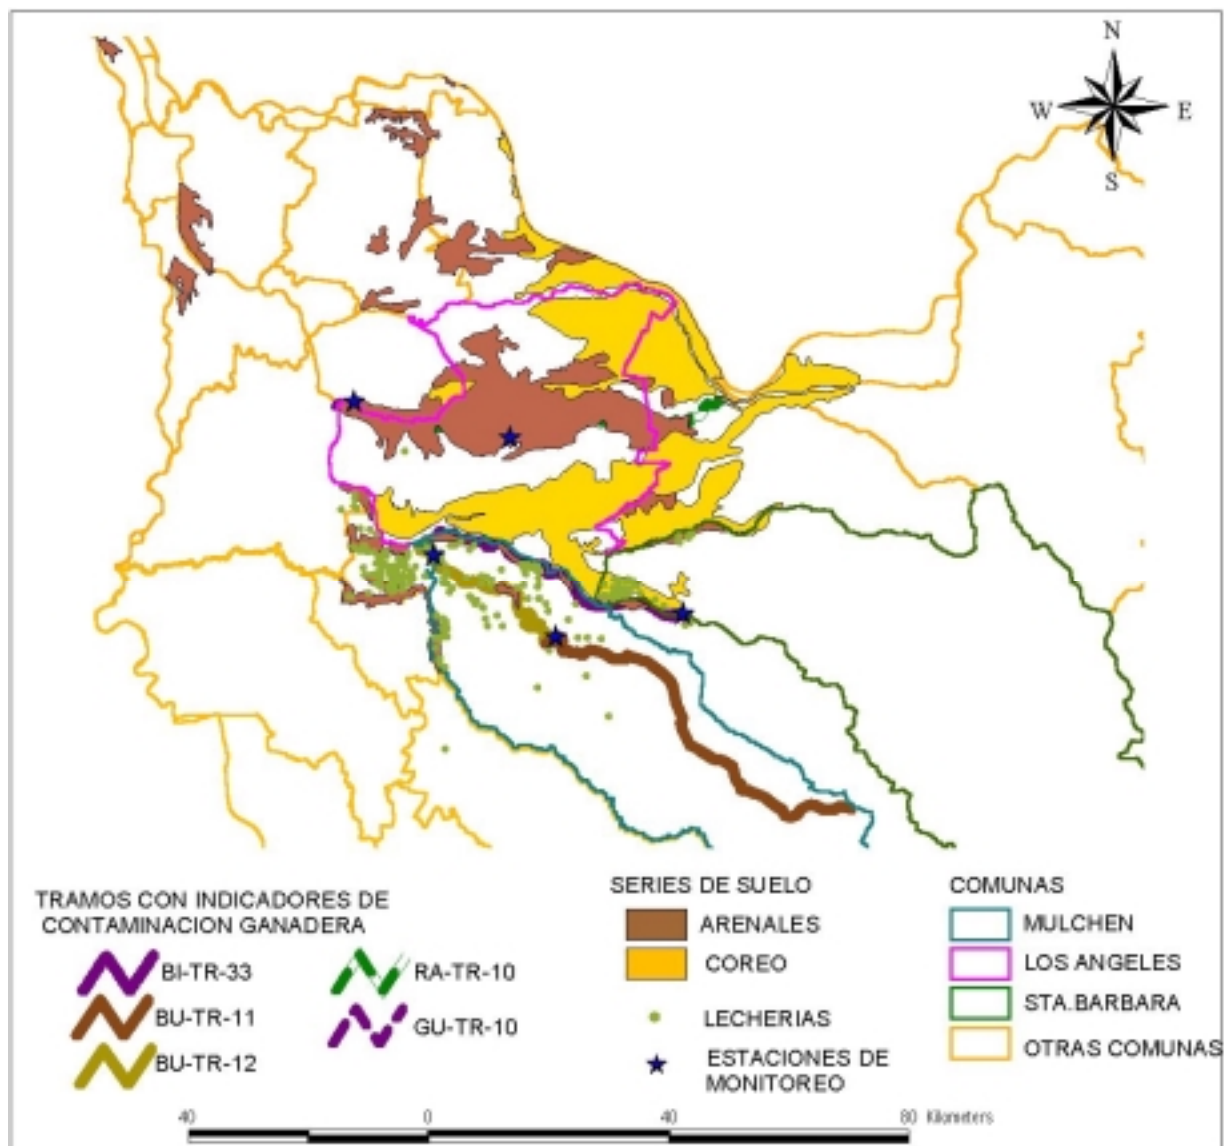 N
W E
S
TRAMOS CON INDICADORES DE
CONTAMINACION GANADERA
BI-TR-33
BU-TR-11
BU-TR-12
RA-TR-10
GU-TR-10
SERIES DE SUELO
ARENALES
COREO
LECHERIAS
ESTACIONES DE
MONITOREO
COMUNAS
MULCHEN
LOS ANGELES
STA.BARBARA
OTRAS COMUNAS
40 0 40 80 Kilometers